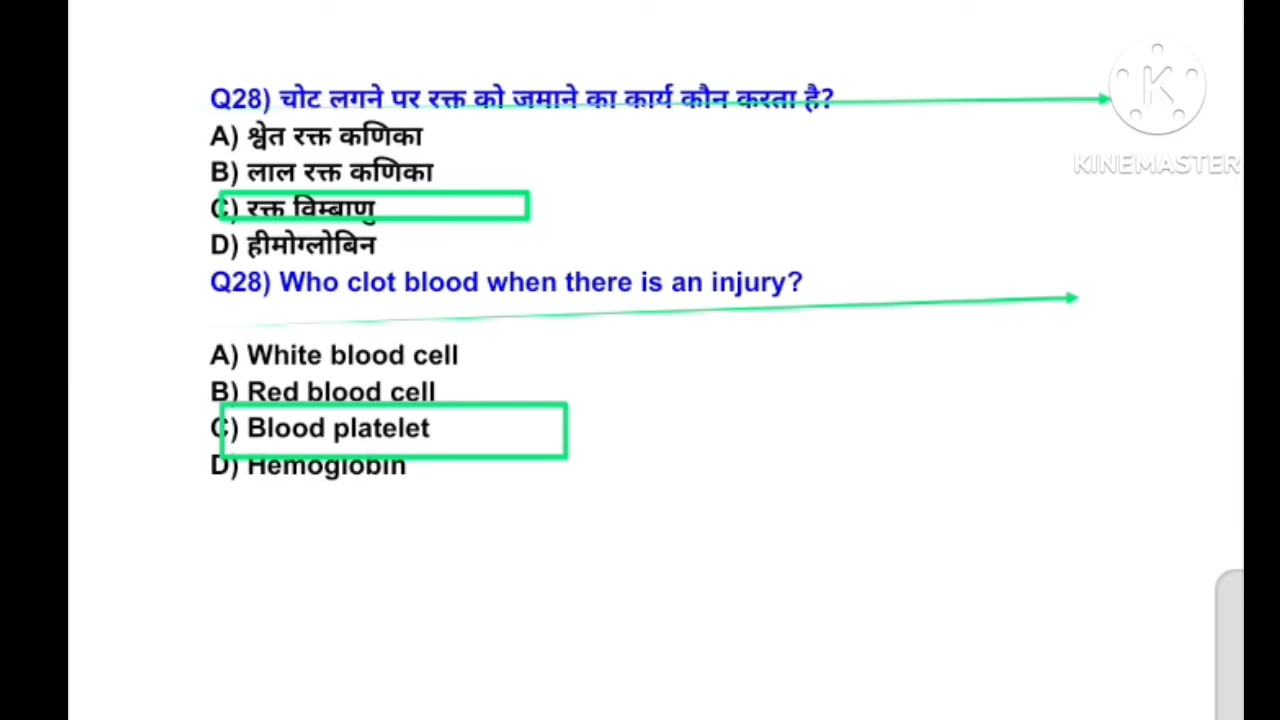 Q28) चोट लगने पर रक्त को जमाने का कार्य कौन करता है?
A) श्वेत रक्त कणिका
B) लाल रक्त कणिका
C) रक्त विम्बाणु
D) हीमोग्लोबिन
Q28) Who clot blood when there is an injury?
A) White blood cell
B) Red blood cell
C) Blood platelet
D) Hemoglobin
K
KINEMASTER